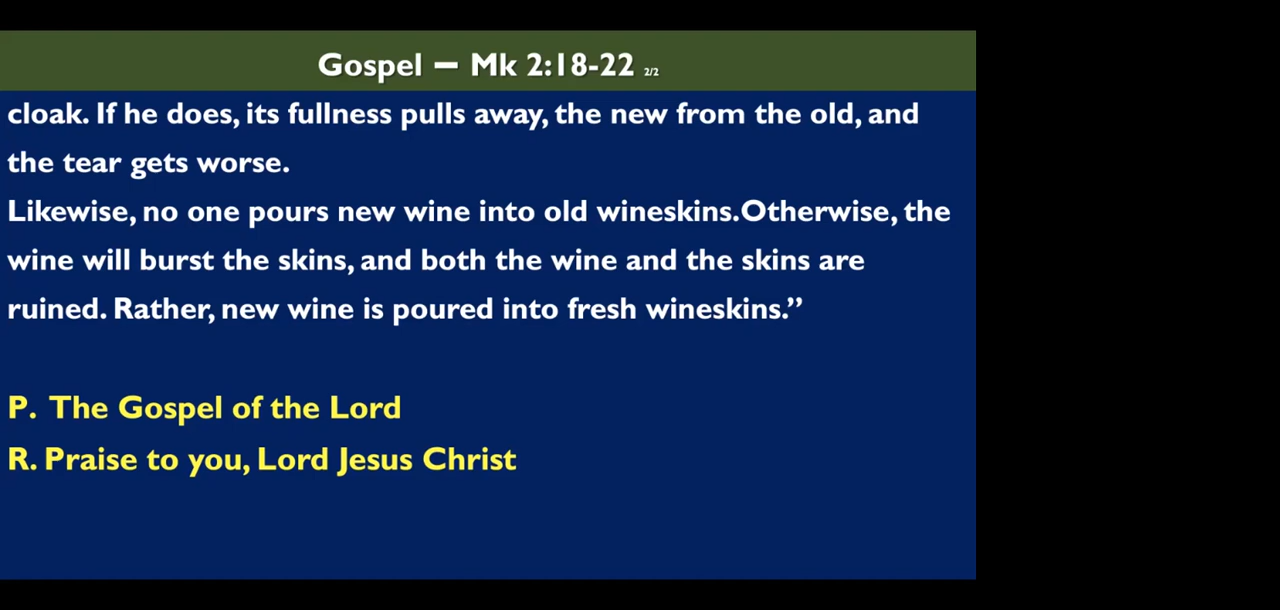 Gospel – Mk 2:18-22 2/2
cloak. If he does, its fullness pulls away, the new from the old, and
the tear gets worse.
Likewise, no one pours new wine into old wineskins.Otherwise, the
wine will burst the skins, and both the wine and the skins are
ruined. Rather, new wine is poured into fresh wineskins.”
P. The Gospel of the Lord
R. Praise to you, Lord Jesus Christ